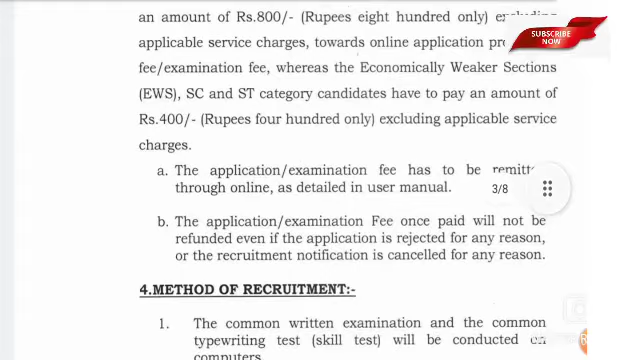 an amount of Rs.800/- (Rupees eight hundred only) excluding
applicable service charges, towards online application
fee/examination fee, whereas the Economically Weaker Sections
(EWS), SC and ST category candidates have to pay an amount of
Rs.400/- (Rupees four hundred only) excluding applicable service
charges.
a. The application/examination fee has to be
through online, as detailed in user manual.
b. The application/examination Fee once paid will not be
refunded even if the application is rejected for any reason,
or the recruitment notification is cancelled for any reason.
4.METHOD OF RECRUITMENT:-
1. The common written examination and the common
typewriting test (skill test) will be conducted on
computers.
SUBSCRIBE
NOW
3/8